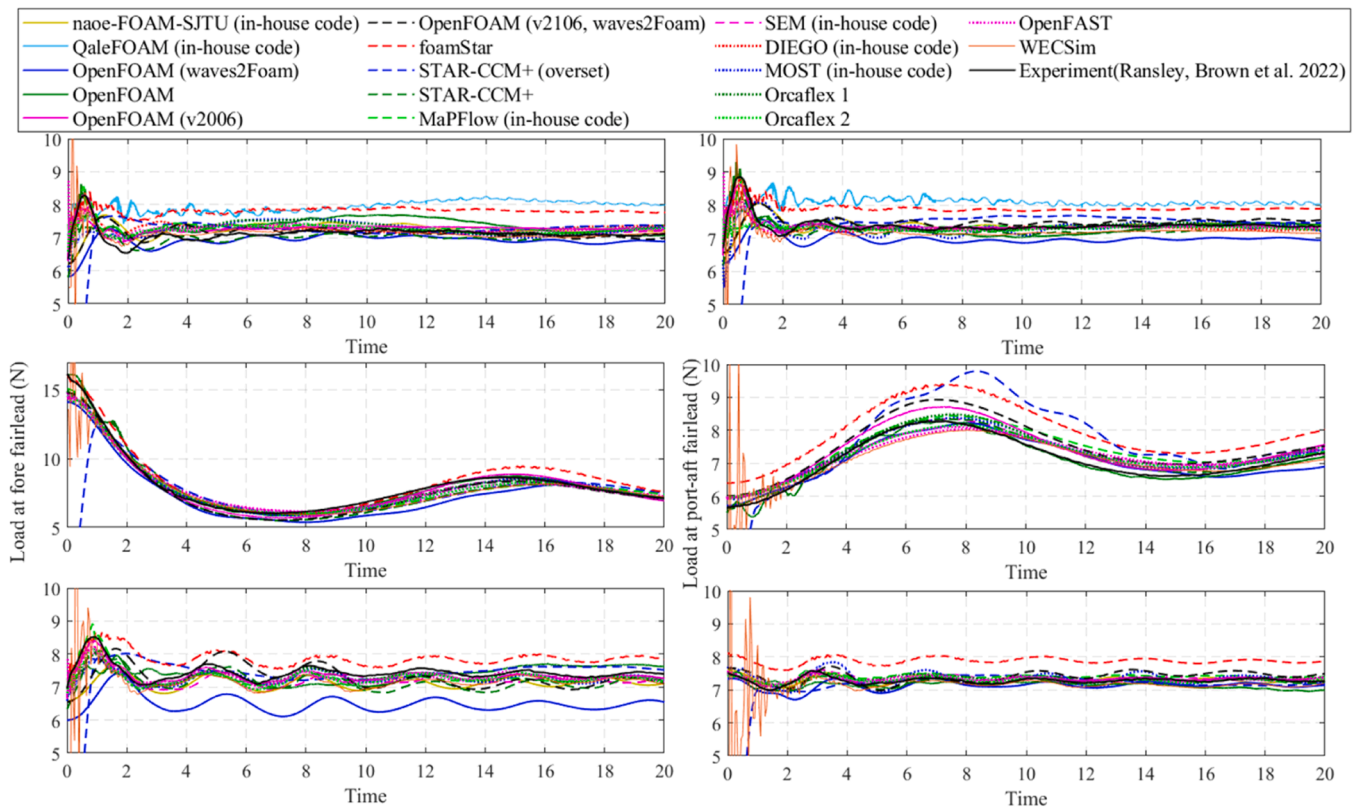 naoe-FOAM-SJTU (in-house code)
QaleFOAM (in-house code)
OpenFOAM (waves2Foam)
OpenFOAM
OpenFOAM (v2006)
OpenFOAM (v2106, waves2Foam)
foamStar
STAR-CCM+ (overset)
STAR-CCM+
MaPFlow (in-house code)
SEM (in-house code)
DIEGO (in-house code)
MOST (in-house code)
Orcaflex 1
Orcaflex 2
OpenFAST
WECSim
Experiment(Ransley, Brown et al. 2022)
10
9
8
7
6
5
0 2 4 6 8 10 12 14 16 18 20
Time
10
9
8
7
6
5
0 2 4 6 8 10 12 14 16 18 20
Time
Load at fore fairlead (N)
15
10
5
0 2 4 6 8 10 12 14 16 18 20
Time
Load at port-aft fairlead (N)
10
9
8
7
6
5
0 2 4 6 8 10 12 14 16 18 20
Time
10
9
8
7
6
5
0 2 4 6 8 10 12 14 16 18 20
Time
10
9
8
7
6
5
0 2 4 6 8 10 12 14 16 18 20
Time